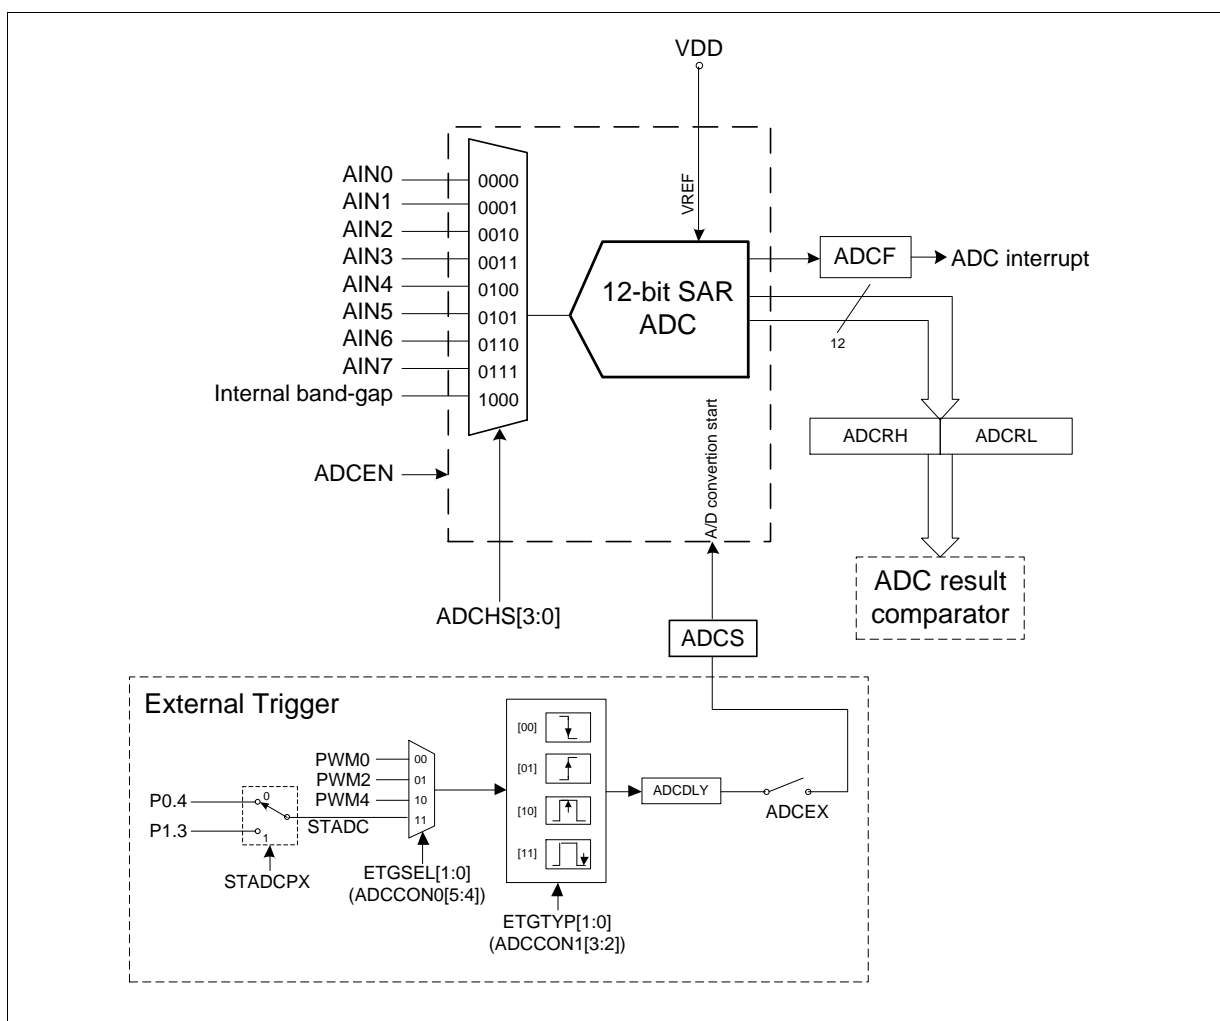 VDD
VREF
AIN0
AIN1
AIN2
AIN3
AIN4
AIN5
AIN6
AIN7
Internal band-gap
0000
0001
0010
0011
0100
0101
0110
0111
1000
12-bit SAR
ADC
ADCF
ADC interrupt
12
ADCRH
ADCRL
ADCEN
A/D convertion start
ADC result
comparator
ADCHS[3:0]
ADCS
External Trigger
PWM0
PWM2
PWM4
STADC
00
01
10
11
P0.4
P1.3
0
1
STADCPX
ETGSEL[1:0]
(ADCCON0[5:4])
[00]
[01]
[10]
[11]
ETGTYP[1:0]
(ADCCON1[3:2])
ADCDLY
ADCEX